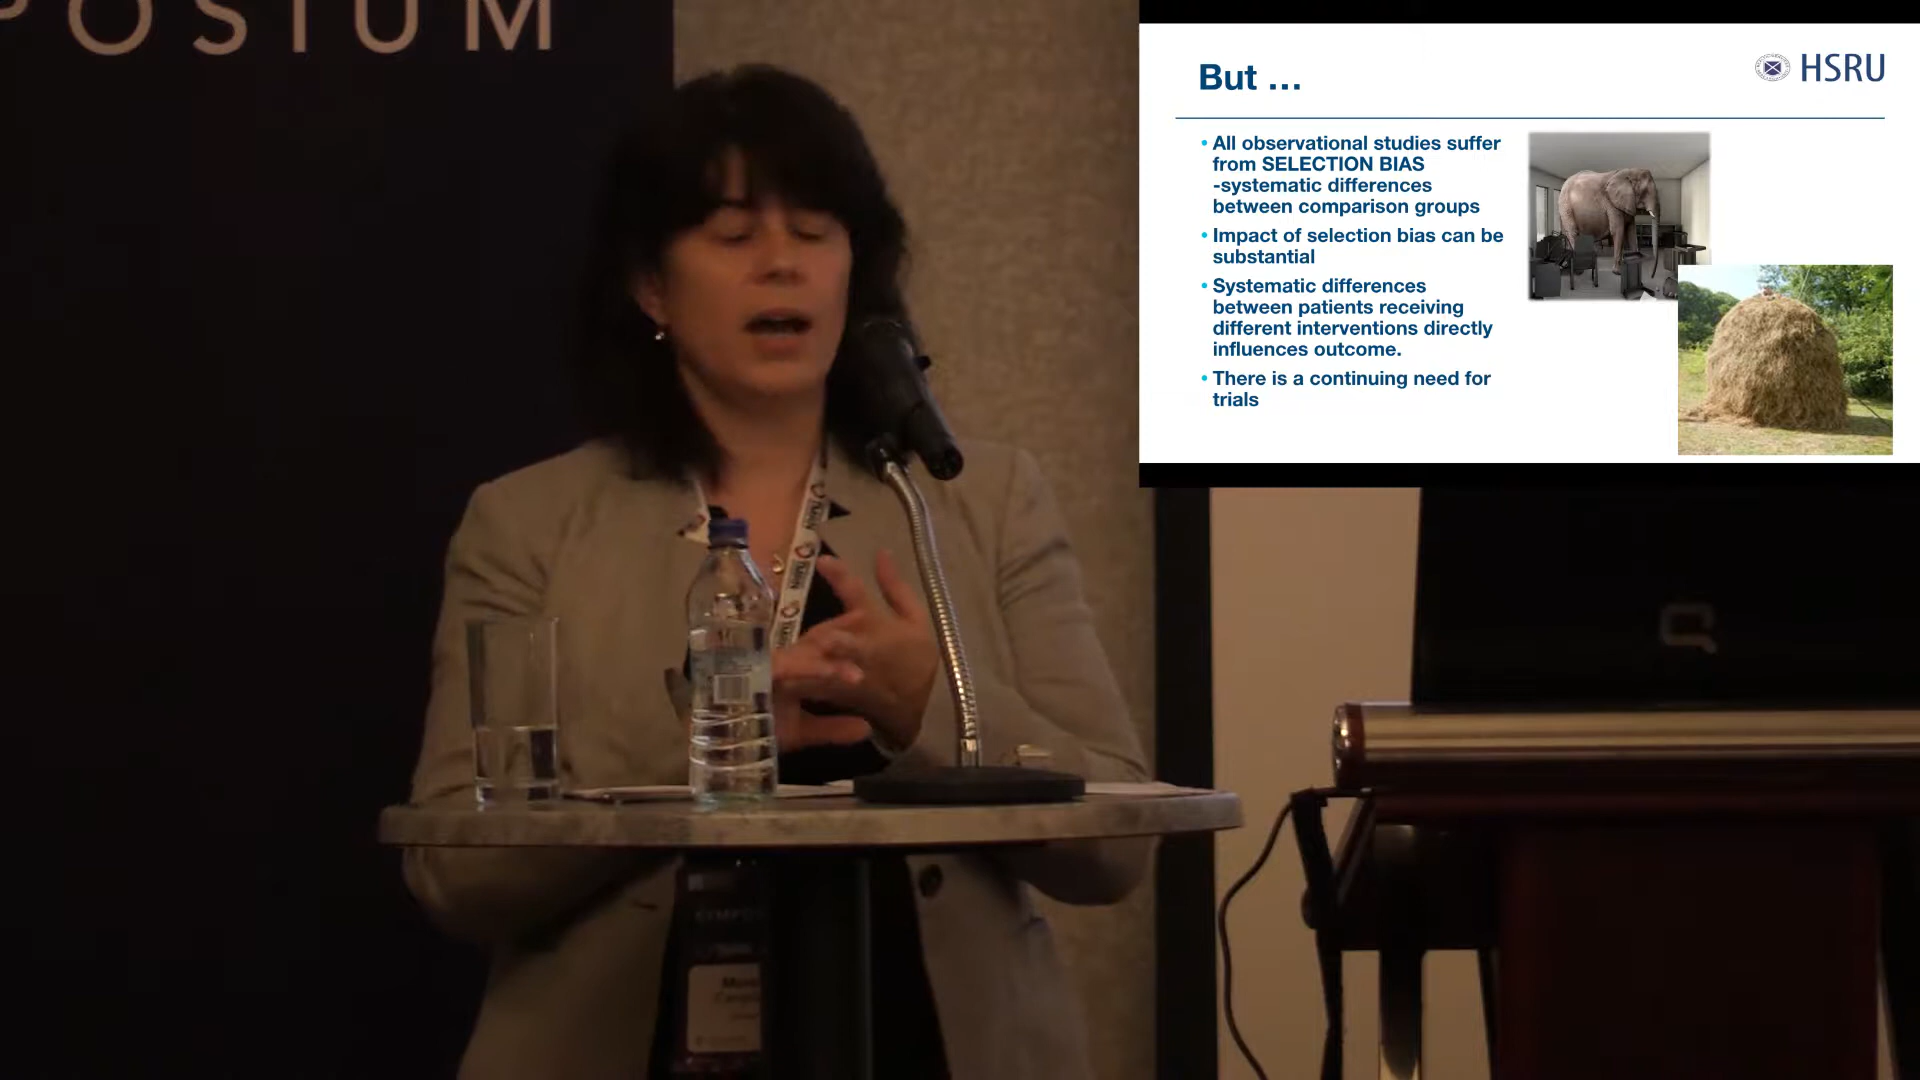 POSIUM
But ...
HSRU
• All observational studies suffer
from SELECTION BIAS
-systematic differences
between comparison groups
• Impact of selection bias can be
substantial
• Systematic differences
between patients receiving
different interventions directly
influences outcome.
• There is a continuing need for
trials